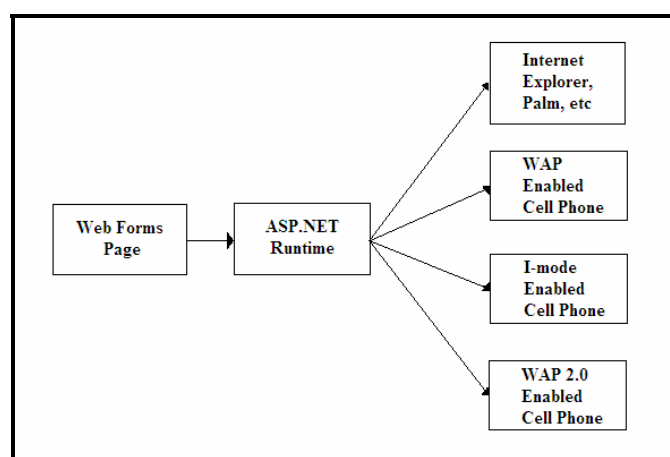 Internet
Explorer,
Palm, etc
WAP
Enabled
Cell Phone
Web Forms
Page
ASP.NET
Runtime
I-mode
Enabled
Cell Phone
WAP 2.0
Enabled
Cell Phone